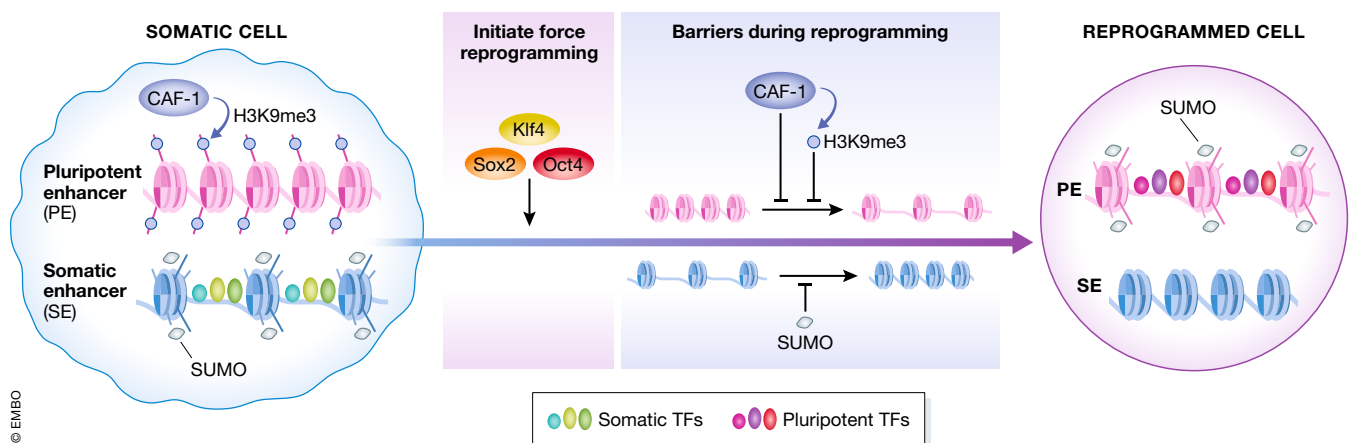 SOMATIC CELL
CAF-1
H3K9me3
Pluripotent
enhancer
(PE)
Somatic
enhancer
(SE)
SUMO
Initiate force
reprogramming
Klf4
Sox2
Oct4
Barriers during reprogramming
CAF-1
H3K9me3
SUMO
REPROGRAMMED CELL
SUMO
PE
SE
Somatic TFs
Pluripotent TFs
© EMBO